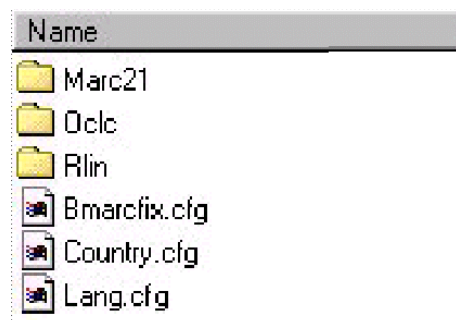 Name
Marc21
Oclc
Rlin
Bmarcfix.cfg
Country.cfg
Lang.cfg